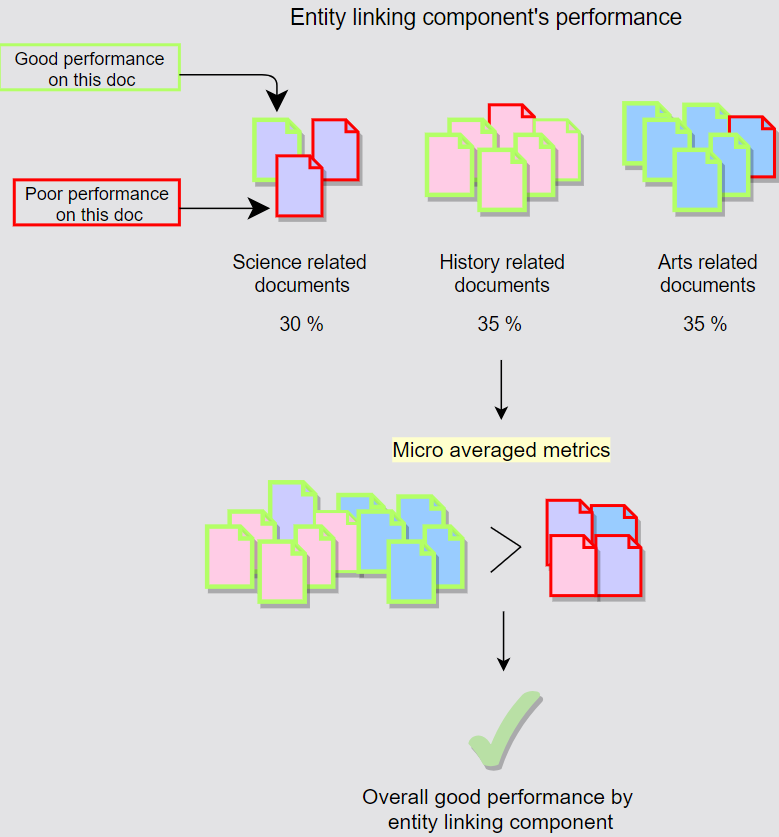 Entity linking component's performance
Good performance
on this doc
Poor performance
on this doc
Science related
documents
30 %
History related
documents
35 %
Arts related
documents
35 %
Micro averaged metrics
Overall good performance by
entity linking component